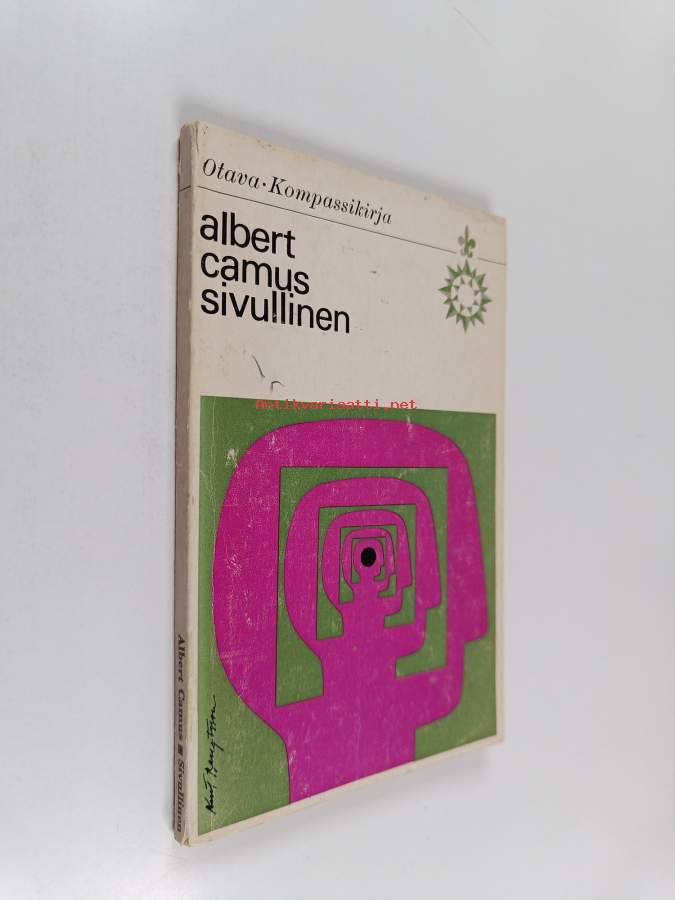 Otava · Kompassikirja
albert
camus
sivullinen
Antikvariaatti.net
Albert Camus ■ Sivullinen